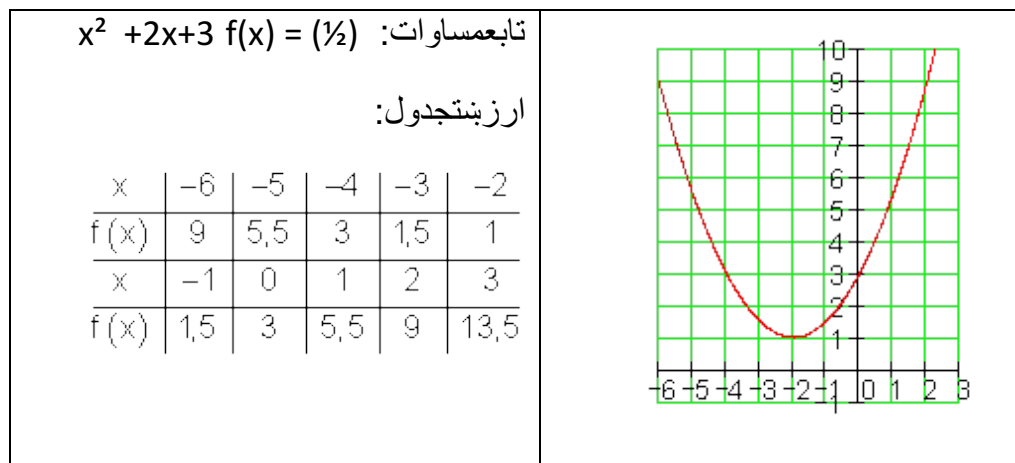 تابعمساوات: x² +2x+3 f(x) = (½)
ارزښتجدول:
x −6 −5 −4 −3 −2
f (x) 9 5,5 3 1,5 1
x −1 0 1 2 3
f (x) 1,5 3 5,5 9 13,5
10
9
8
7
6
5
4
3
2
1
-6 -5 -4 -3 -2 -1 0 1 2 3